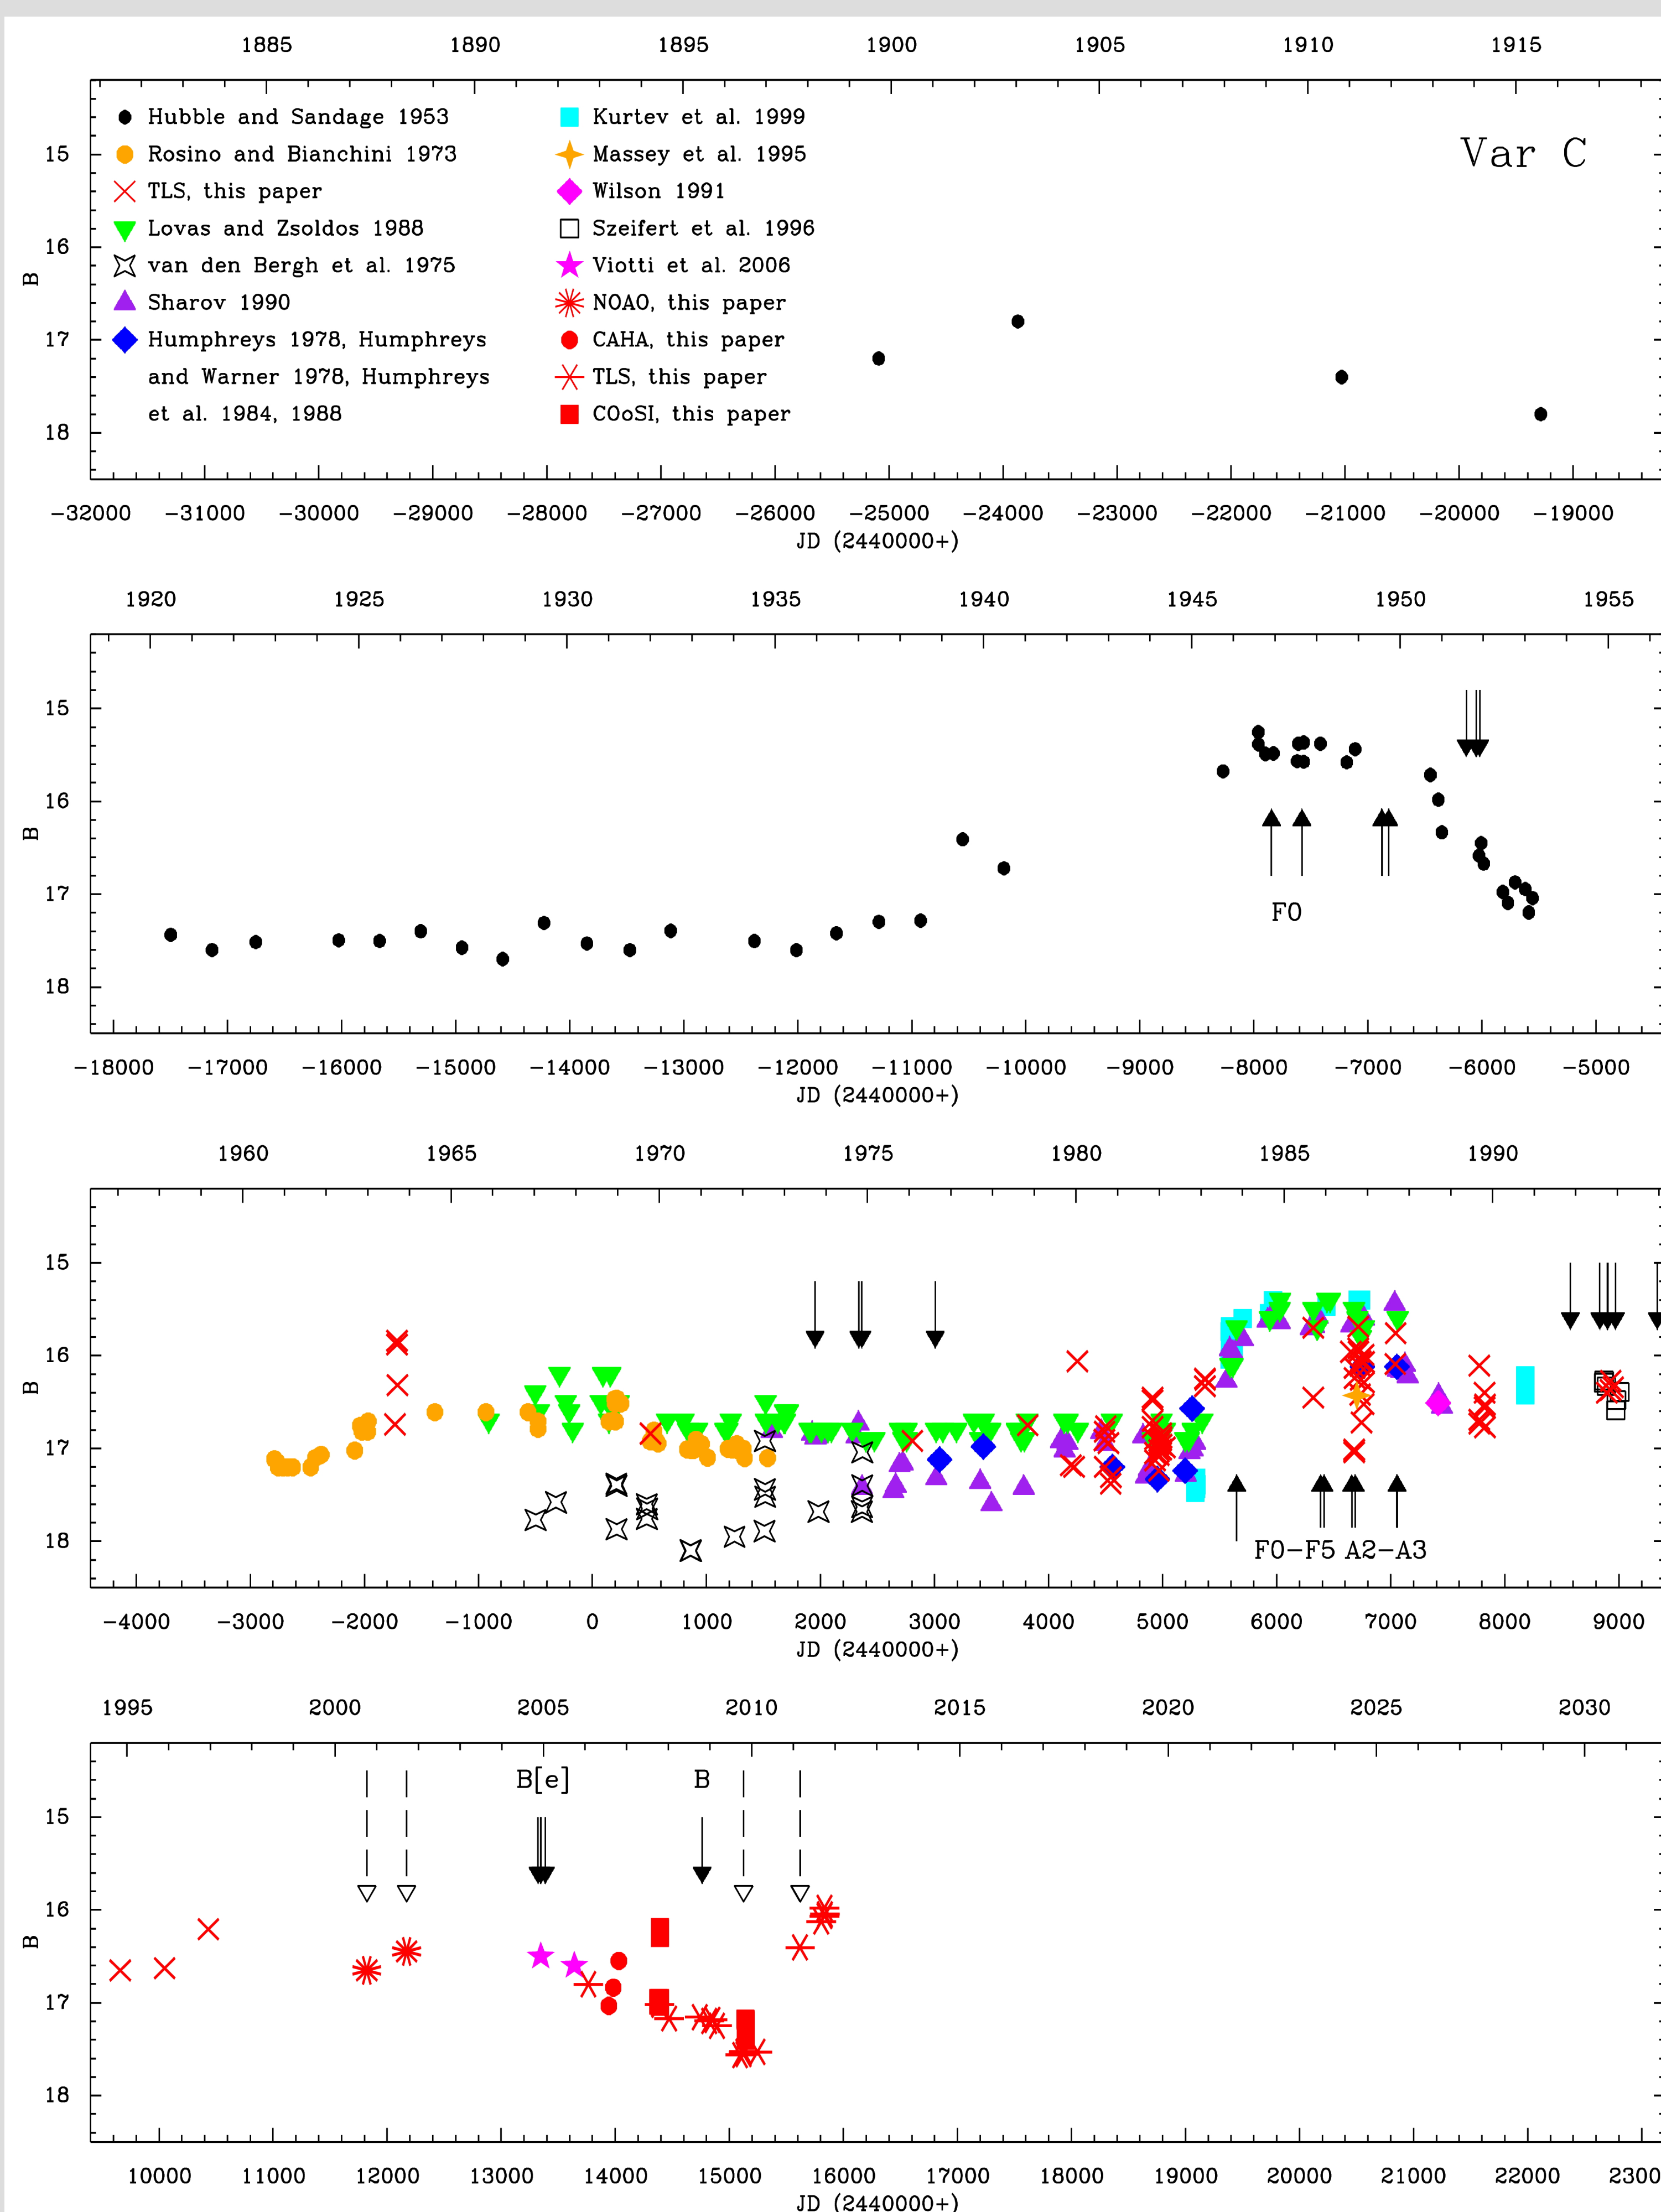 1885 1890 1895 1900 1905 1910 1915
Hubble and Sandage 1953
Rosino and Bianchini 1973
TLS, this paper
Lovas and Zsoldos 1988
van den Bergh et al. 1975
Sharov 1990
Humphreys 1978, Humphreys
and Warner 1978, Humphreys
et al. 1984, 1988
Kurtev et al. 1999
Massey et al. 1995
Wilson 1991
Szeifert et al. 1996
Viotti et al. 2006
NOAO, this paper
CAHA, this paper
TLS, this paper
COoSI, this paper
Var C
15
16
B
17
18
-32000 -31000 -30000 -29000 -28000 -27000 -26000 -25000 -24000 -23000 -22000 -21000 -20000 -19000
JD (2440000+)
1920 1925 1930 1935 1940 1945 1950 1955
15
16
B
17
F0
18
-18000 -17000 -16000 -15000 -14000 -13000 -12000 -11000 -10000 -9000 -8000 -7000 -6000 -5000
JD (2440000+)
1960 1965 1970 1975 1980 1985 1990
15
16
B
17
18
F0-F5 A2-A3
-4000 -3000 -2000 -1000 0 1000 2000 3000 4000 5000 6000 7000 8000 9000
JD (2440000+)
1995 2000 2005 2010 2015 2020 2025 2030
B[e] B
15
16
B
17
18
10000 11000 12000 13000 14000 15000 16000 17000 18000 19000 20000 21000 22000 2300
JD (2440000+)